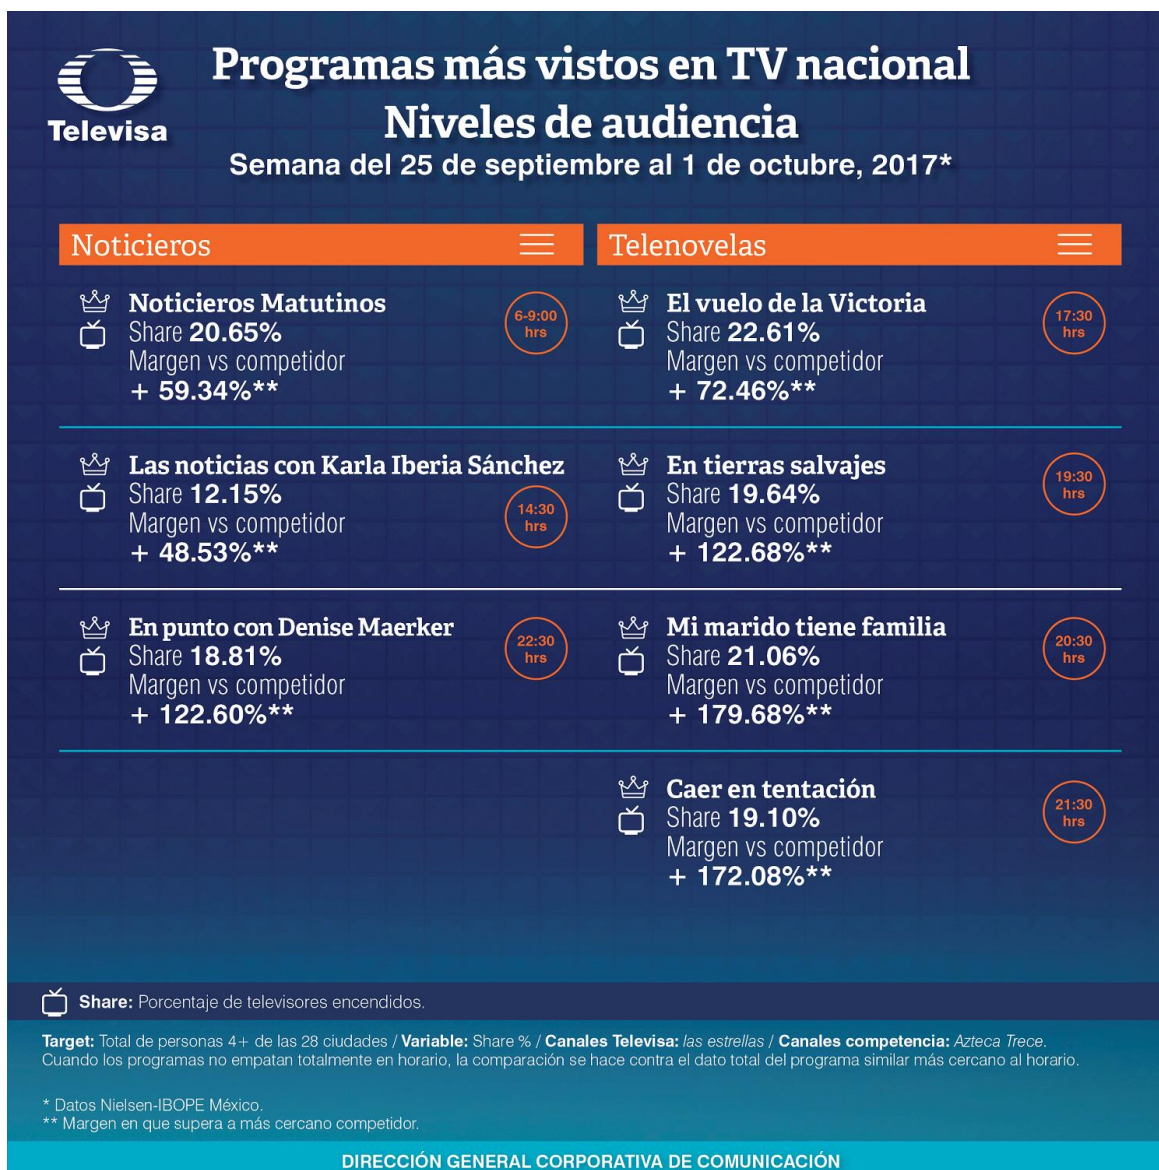 Televisa
Programas más vistos en TV nacional
Niveles de audiencia
Semana del 25 de septiembre al 1 de octubre, 2017*
Noticieros
Noticieros Matutinos
6-9:00
hrs
Share 20.65%
Margen vs competidor
+ 59.34%**
Las noticias con Karla Iberia Sánchez
Share 12.15%
14:30
hrs
Margen vs competidor
+ 48.53%**
En punto con Denise Maerker
22:30
hrs
Share 18.81%
Margen vs competidor
+ 122.60%**
Telenovelas
El vuelo de la Victoria
17:30
hrs
Share 22.61%
Margen vs competidor
+ 72.46%**
En tierras salvajes
19:30
hrs
Share 19.64%
Margen vs competidor
+ 122.68%**
Mi marido tiene familia
20:30
hrs
Share 21.06%
Margen vs competidor
+ 179.68%**
Caer en tentación
21:30
hrs
Share 19.10%
Margen vs competidor
+ 172.08%**
Share: Porcentaje de televisores encendidos.
Target: Total de personas 4+ de las 28 ciudades / Variable: Share % / Canales Televisa: las estrellas / Canales competencia: Azteca Trece.
Cuando los programas no empatan totalmente en horario, la comparación se hace contra el dato total del programa similar más cercano al horario.
* Datos Nielsen-IBOPE México.
** Margen en que supera a más cercano competidor.
DIRECCIÓN GENERAL CORPORATIVA DE COMUNICACIÓN